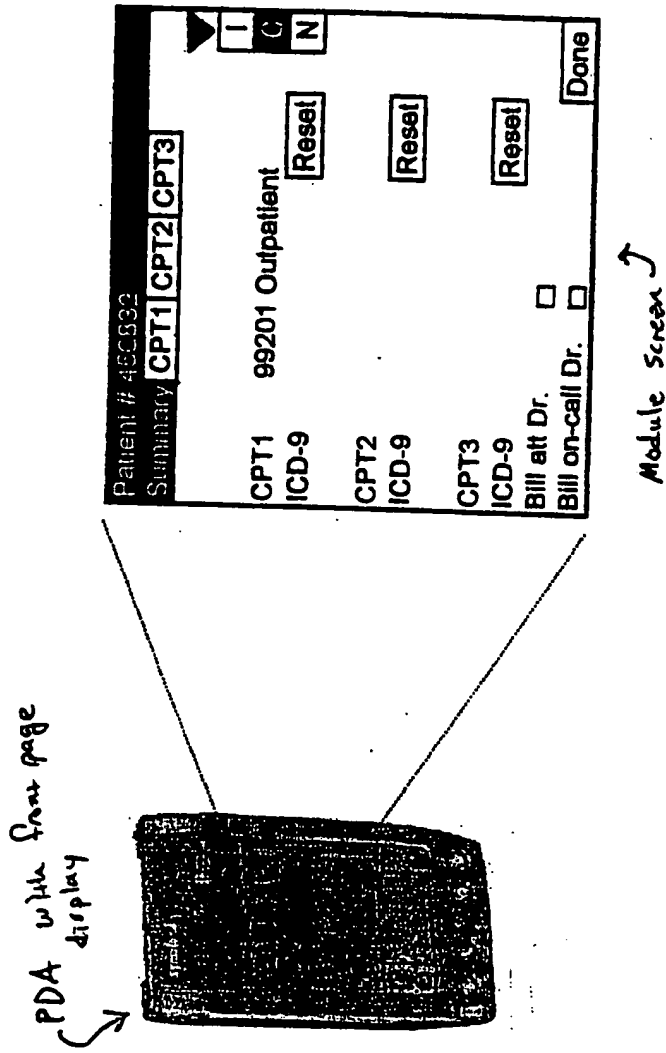 PDA with front page
display
Patient # 450832
Summary CPT1 CPT2 CPT3
I
C
N
CPT1 99201 Outpatient
ICD-9 Reset
CPT2
ICD-9 Reset
CPT3
ICD-9 Reset
Bill att Dr.
Bill on-call Dr. Done
Module screen